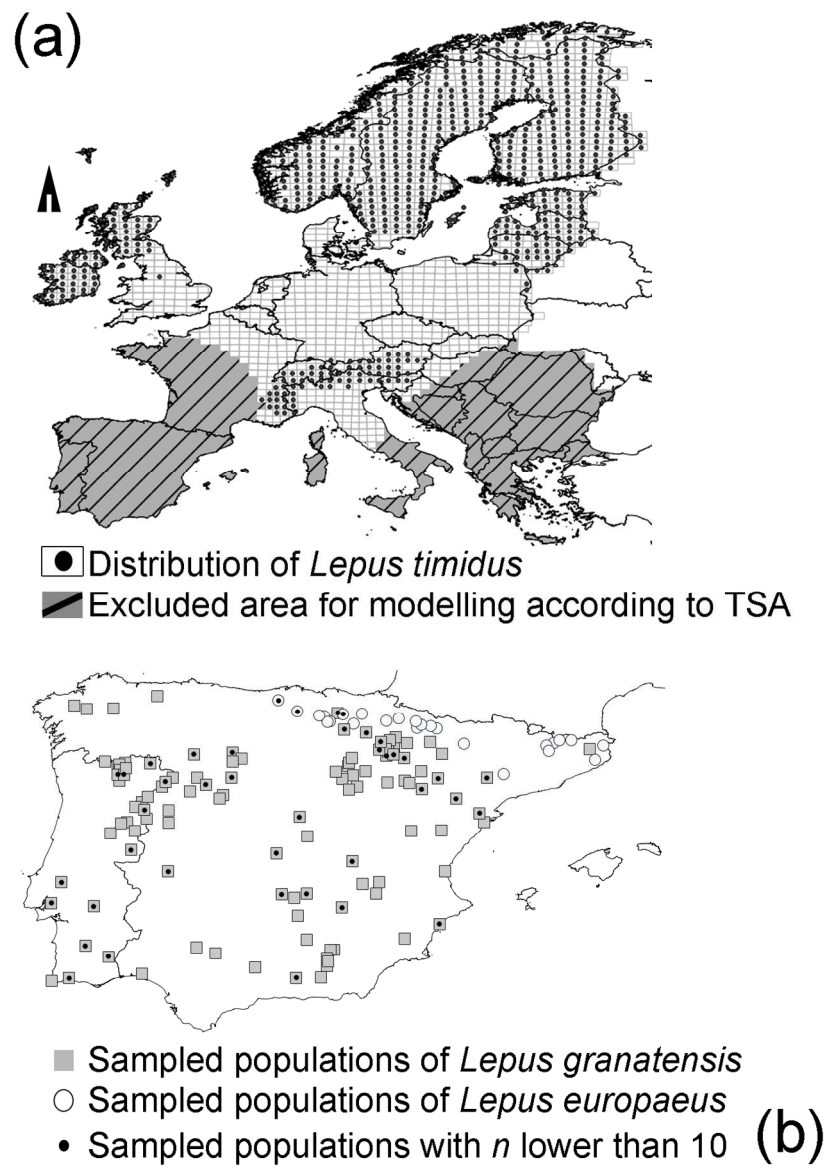 (a)
Distribution of Lepus timidus
Excluded area for modelling according to TSA
Sampled populations of Lepus granatensis
Sampled populations of Lepus europaeus
Sampled populations with n lower than 10
(b)